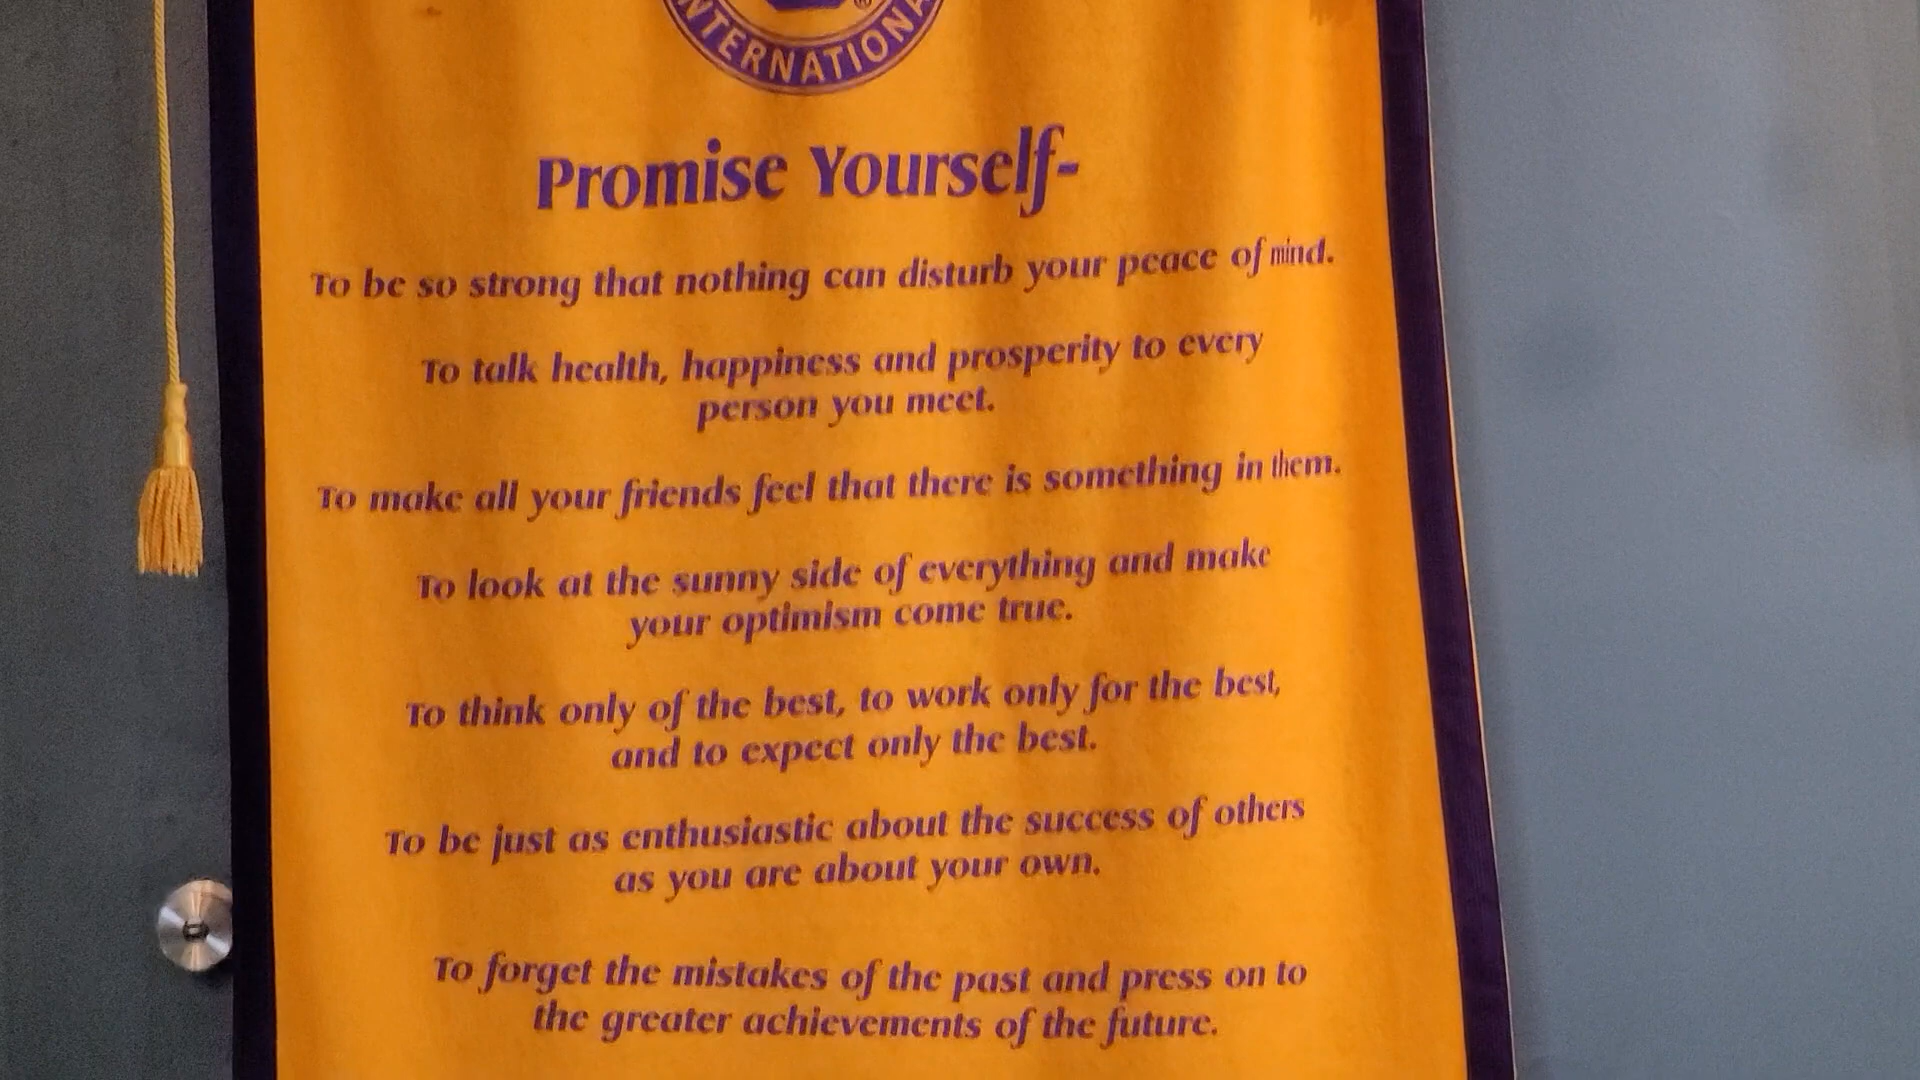 INTERNATIONAL
Promise Yourself-
To be so strong that nothing can disturb your peace of mind.
To talk health, happiness and prosperity to every
person you meet.
To make all your friends feel that there is something in them.
To look at the sunny side of everything and make
your optimism come true.
To think only of the best, to work only for the best,
and to expect only the best.
To be just as enthusiastic about the success of others
as you are about your own.
To forget the mistakes of the past and press on to
the greater achievements of the future.